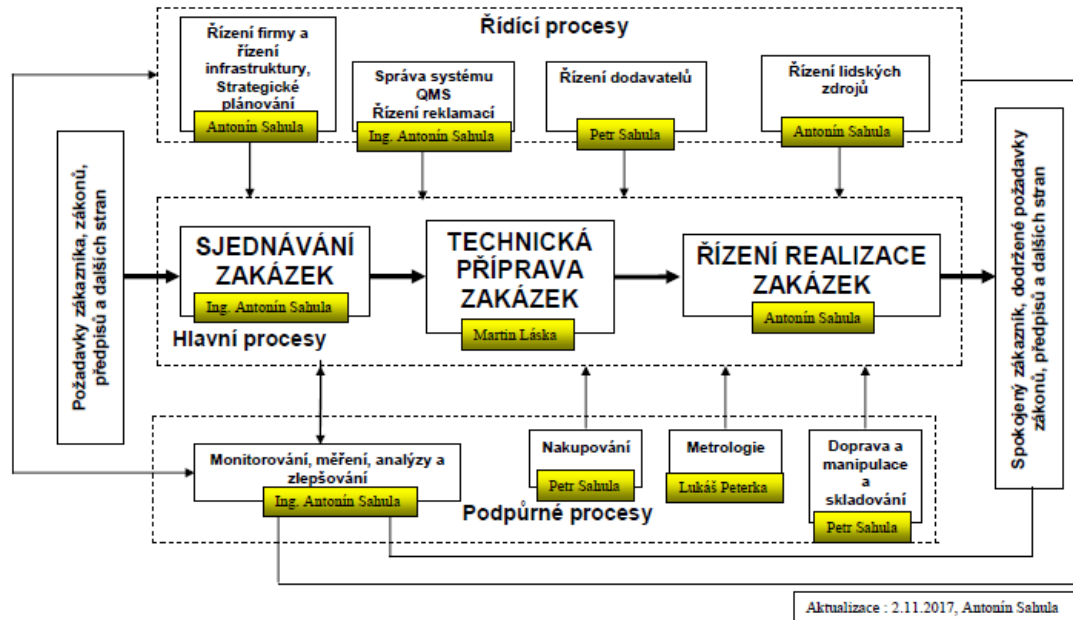 Řídící procesy
Řízení firmy a
řízení
infrastruktury,
Strategické
plánování
Antonín Sahula
Správa systému
QMS
Řízení reklamací
Ing. Antonín Sahula
Řízení dodavatelů
Petr Sahula
Řízení lidských
zdrojů
Antonín Sahula
Požadavky zákazníka, zákonů,
předpisů a dalších stran
SJEDNÁVÁNÍ
ZAKÁZEK
Ing. Antonín Sahula
TECHNICKÁ
PŘÍPRAVA
ZAKÁZEK
Martin Láska
ŘÍZENÍ REALIZACE
ZAKÁZEK
Antonín Sahula
Hlavní procesy
Spokojený zákazník, dodržené požadavky
zákonů, předpisů a dalších stran
Monitorování, měření, analýzy a
zlepšování
Ing. Antonín Sahula
Nakupování
Petr Sahula
Metrologie
Lukáš Peterka
Doprava a
manipulace
a
skladování
Petr Sahula
Podpůrné procesy
Aktualizace : 2.11.2017, Antonín Sahula